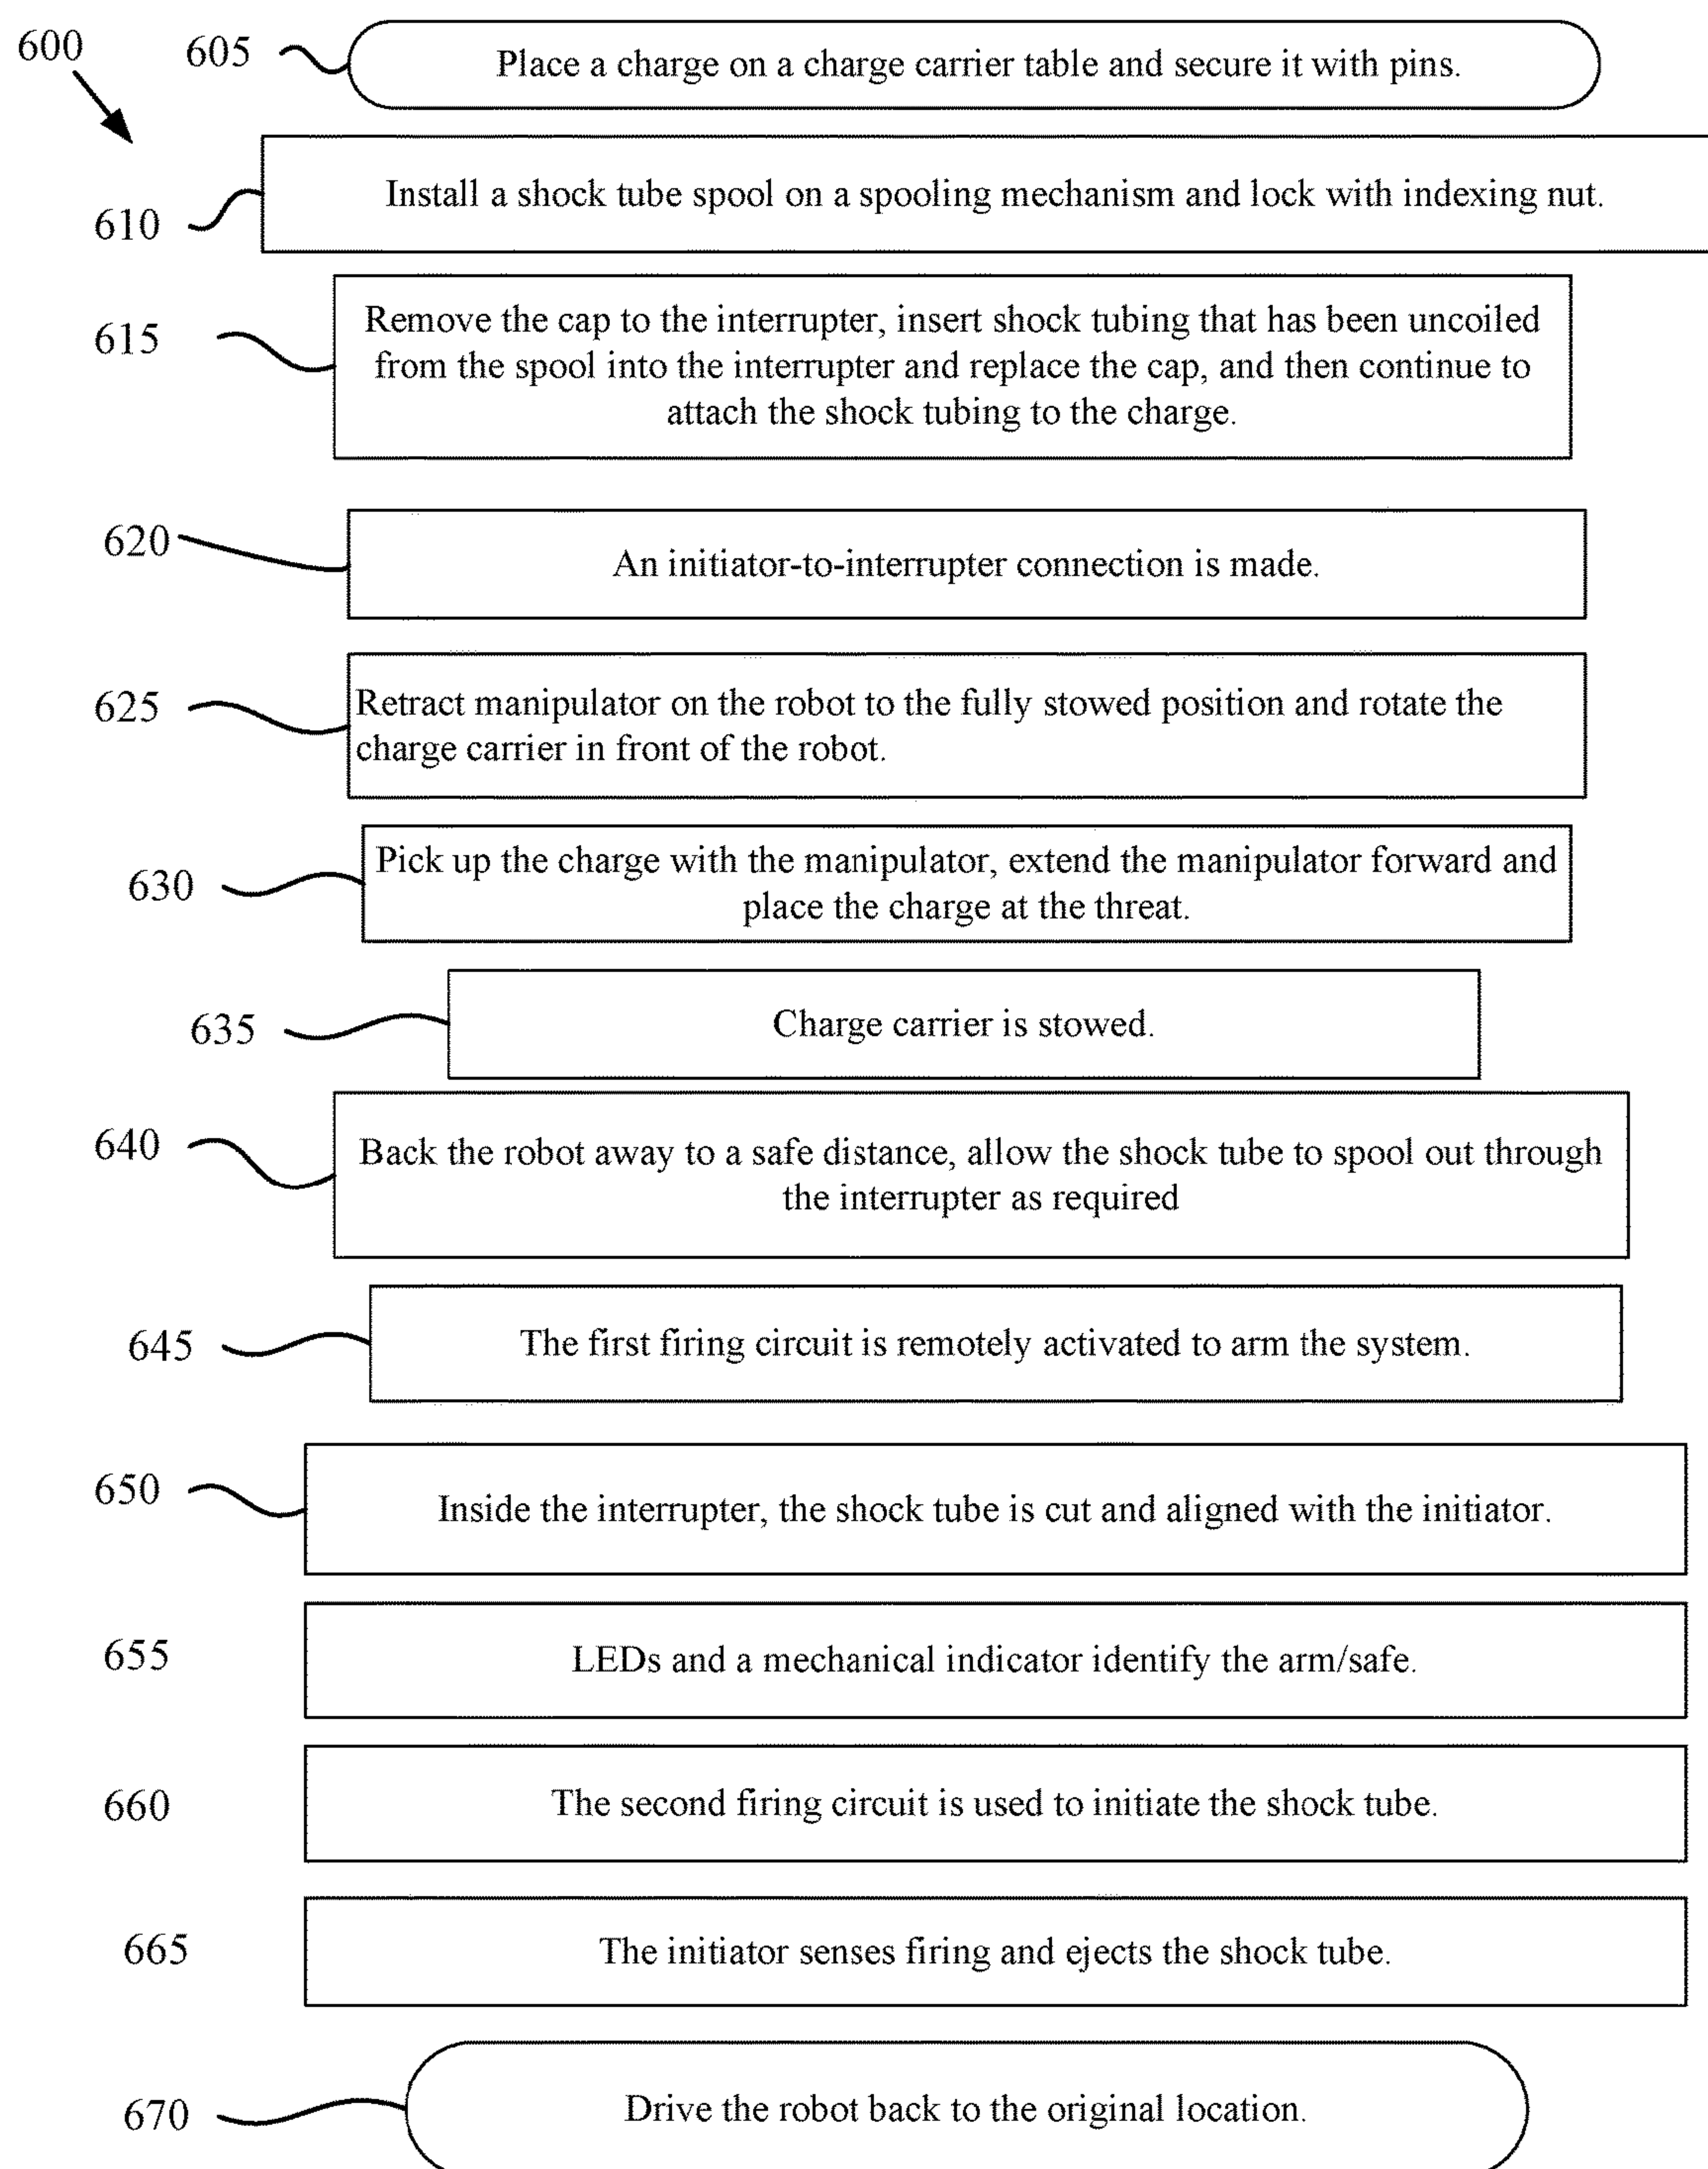 600
605
Place a charge on a charge carrier table and secure it with pins.
610
Install a shock tube spool on a spooling mechanism and lock with indexing nut.
615
Remove the cap to the interrupter, insert shock tubing that has been uncoiled
from the spool into the interrupter and replace the cap, and then continue to
attach the shock tubing to the charge.
620
An initiator-to-interrupter connection is made.
625
Retract manipulator on the robot to the fully stowed position and rotate the
charge carrier in front of the robot.
630
Pick up the charge with the manipulator, extend the manipulator forward and
place the charge at the threat.
635
Charge carrier is stowed.
640
Back the robot away to a safe distance, allow the shock tube to spool out through
the interrupter as required
645
The first firing circuit is remotely activated to arm the system.
650
Inside the interrupter, the shock tube is cut and aligned with the initiator.
655
LEDs and a mechanical indicator identify the arm/safe.
660
The second firing circuit is used to initiate the shock tube.
665
The initiator senses firing and ejects the shock tube.
670
Drive the robot back to the original location.